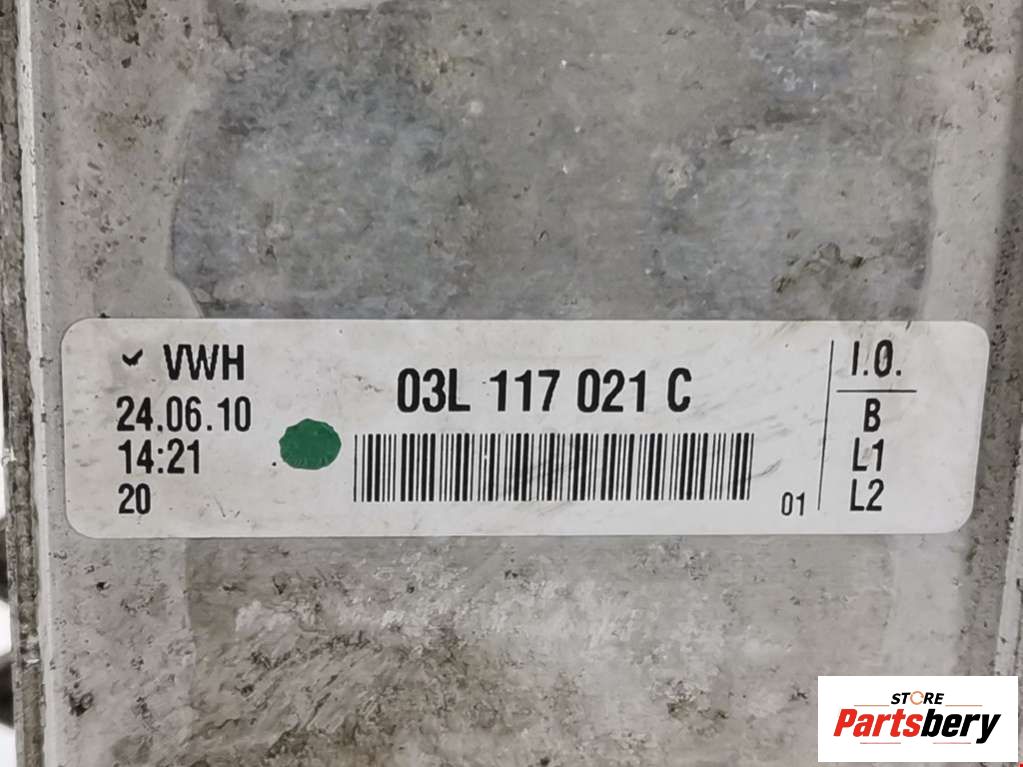 VWH
24.06.10
14:21
20
03L 117 021 C
01
I.O.
B
L1
L2
STORE
Partsbery